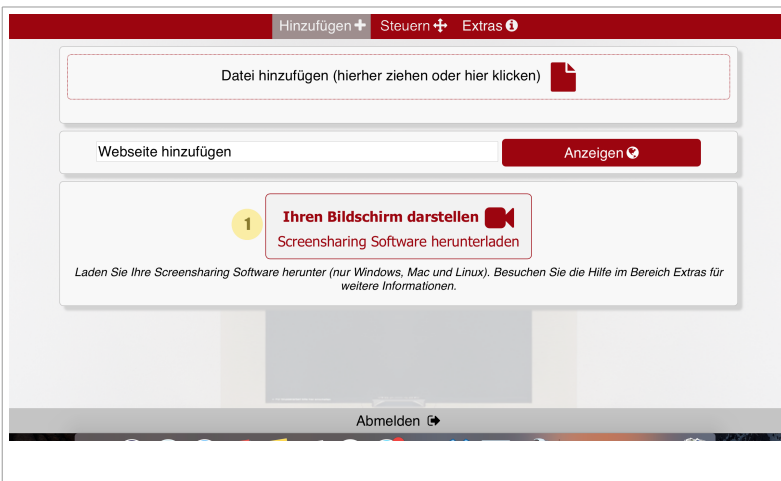 Hinzufügen Steuern Extras
Datei hinzufügen (hierher ziehen oder hier klicken)
Webseite hinzufügen Anzeigen
1 Ihren Bildschirm darstellen
Screensharing Software herunterladen
Laden Sie Ihre Screensharing Software herunter (nur Windows, Mac und Linux). Besuchen Sie die Hilfe im Bereich Extras für
weitere Informationen.
Abmelden